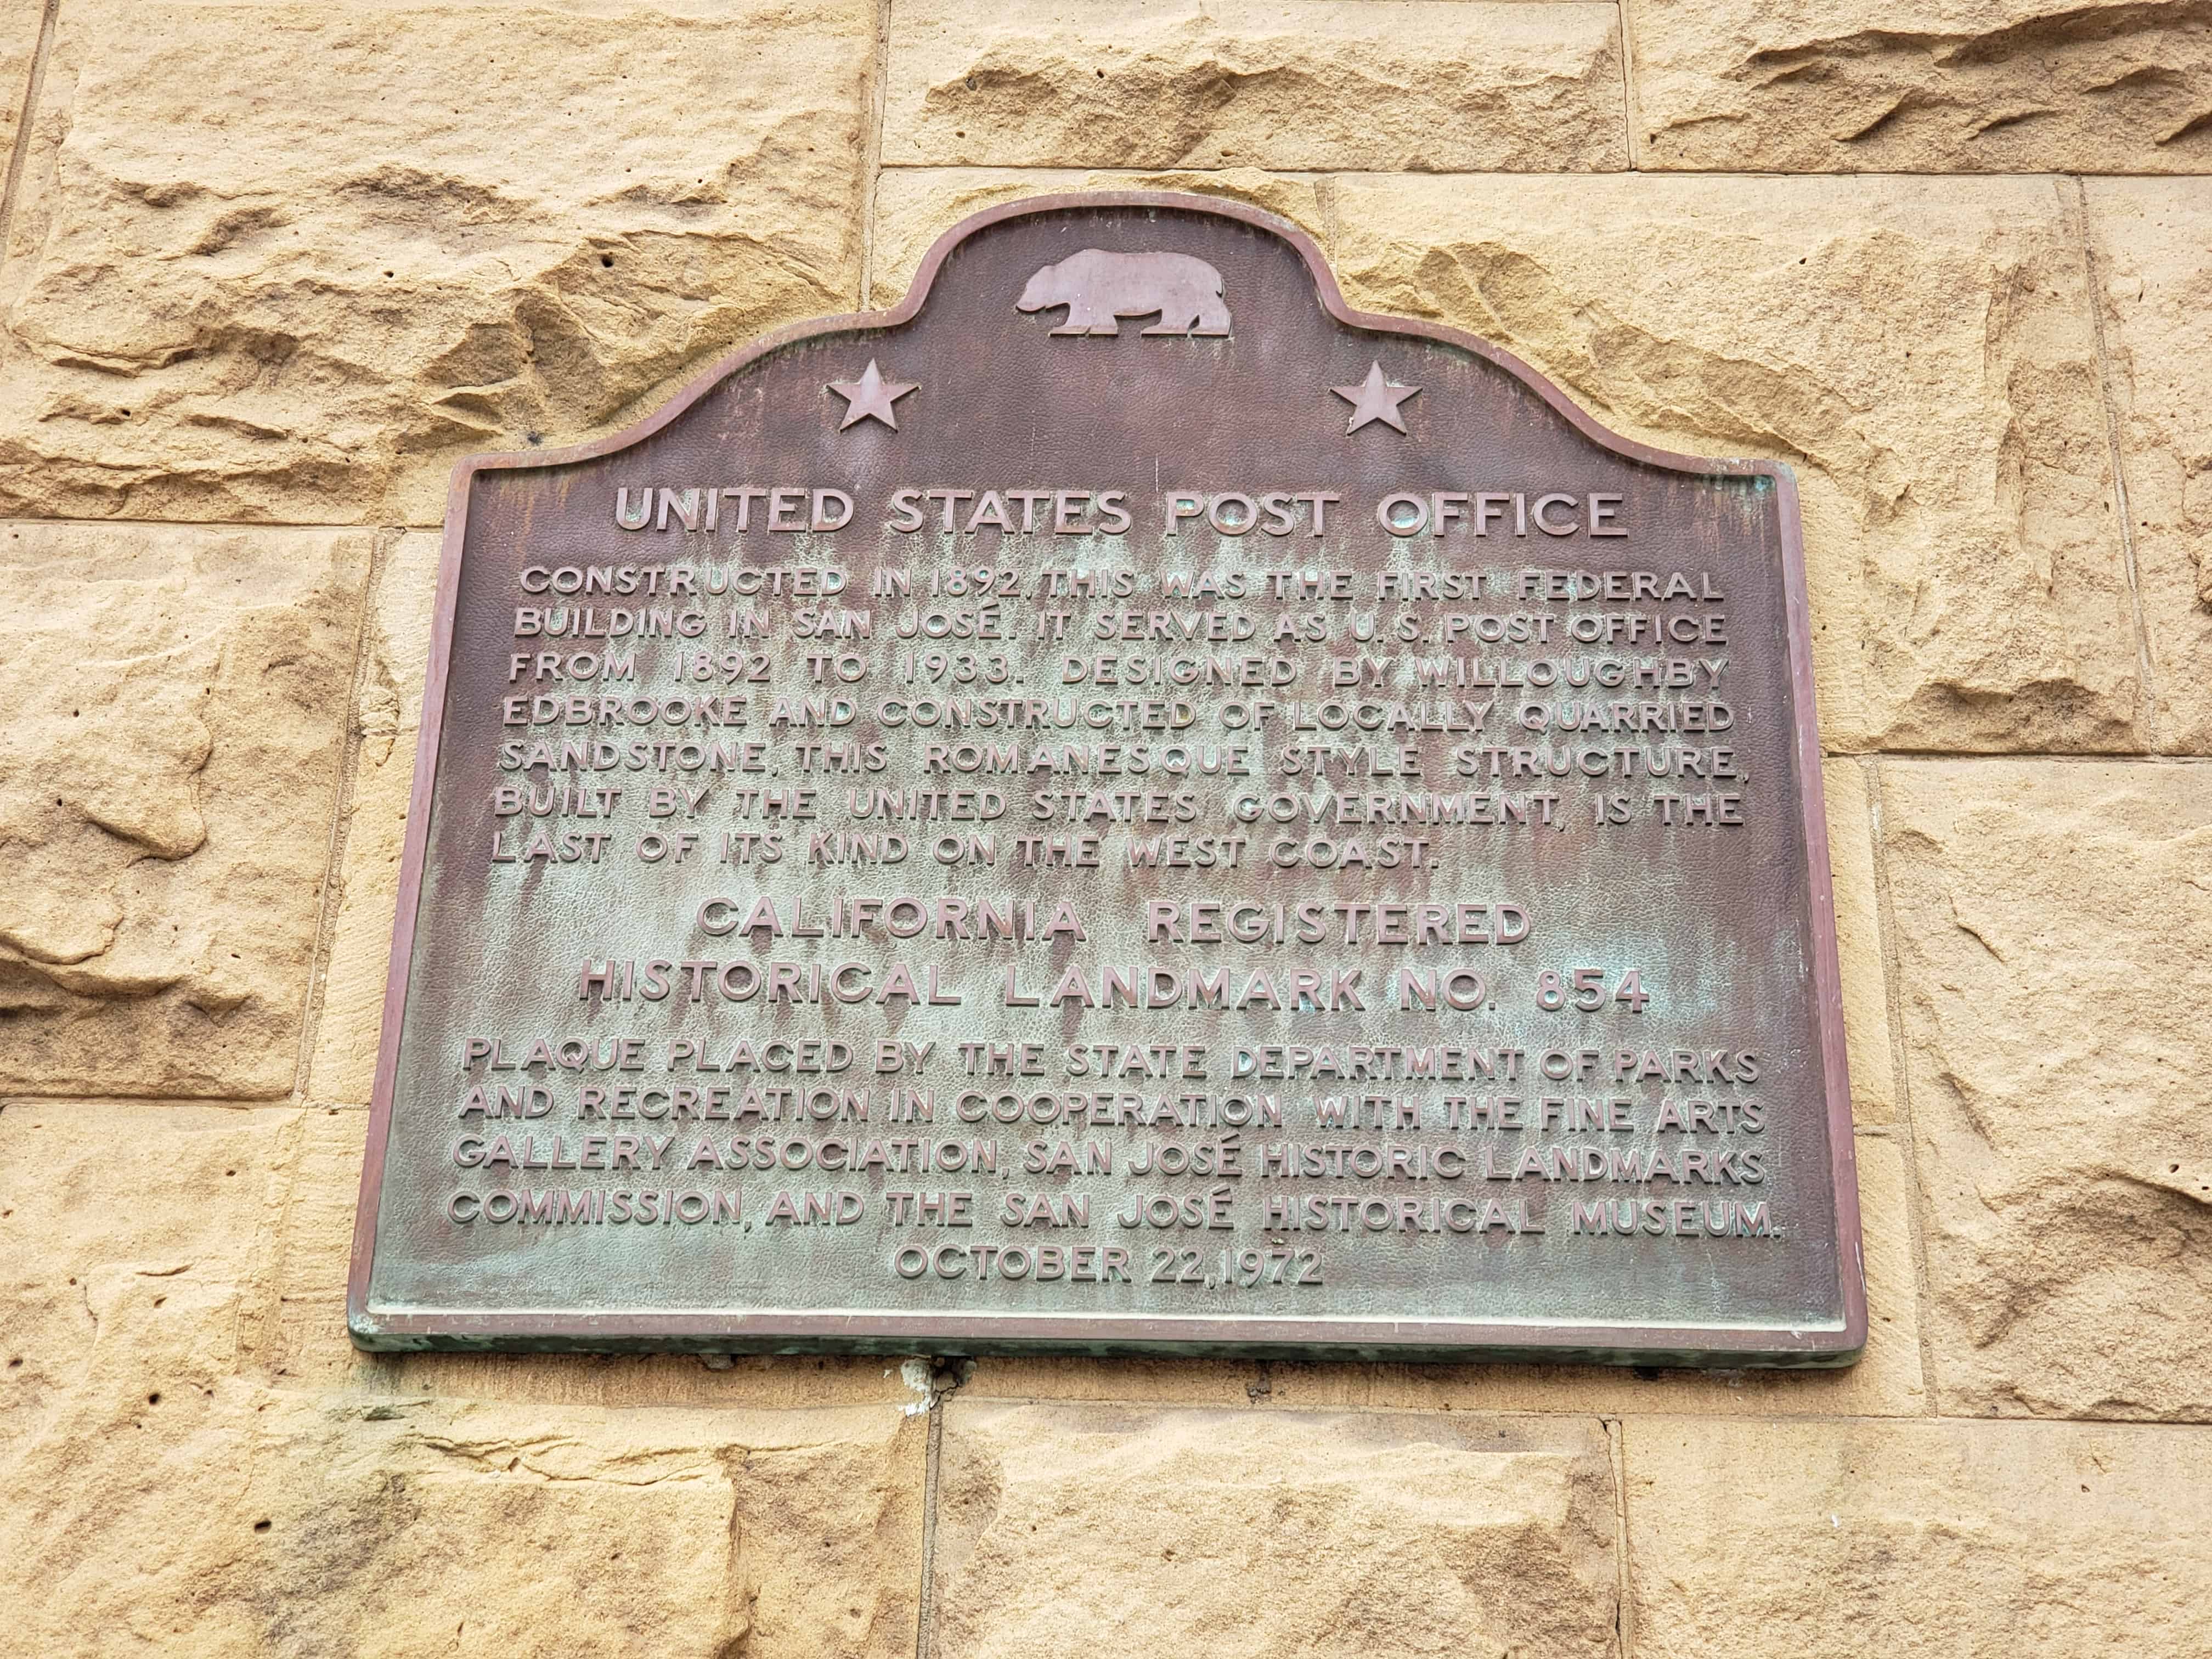 UNITED STATES POST OFFICE
CONSTRUCTED IN 1892, THIS WAS THE FIRST FEDERAL
BUILDING IN SAN JOSÉ. IT SERVED AS U.S. POST OFFICE
FROM 1892 TO 1933. DESIGNED BY WILLOUGHBY
EDBROOKE AND CONSTRUCTED OF LOCALLY QUARRIED
SANDSTONE, THIS ROMANESQUE STYLE STRUCTURE,
BUILT BY THE UNITED STATES GOVERNMENT, IS THE
LAST OF ITS KIND ON THE WEST COAST.
CALIFORNIA REGISTERED
HISTORICAL LANDMARK NO. 854
PLAQUE PLACED BY THE STATE DEPARTMENT OF PARKS
AND RECREATION IN COOPERATION WITH THE FINE ARTS
GALLERY ASSOCIATION, SAN JOSÉ HISTORIC LANDMARKS
COMMISSION, AND THE SAN JOSÉ HISTORICAL MUSEUM.
OCTOBER 22, 1972